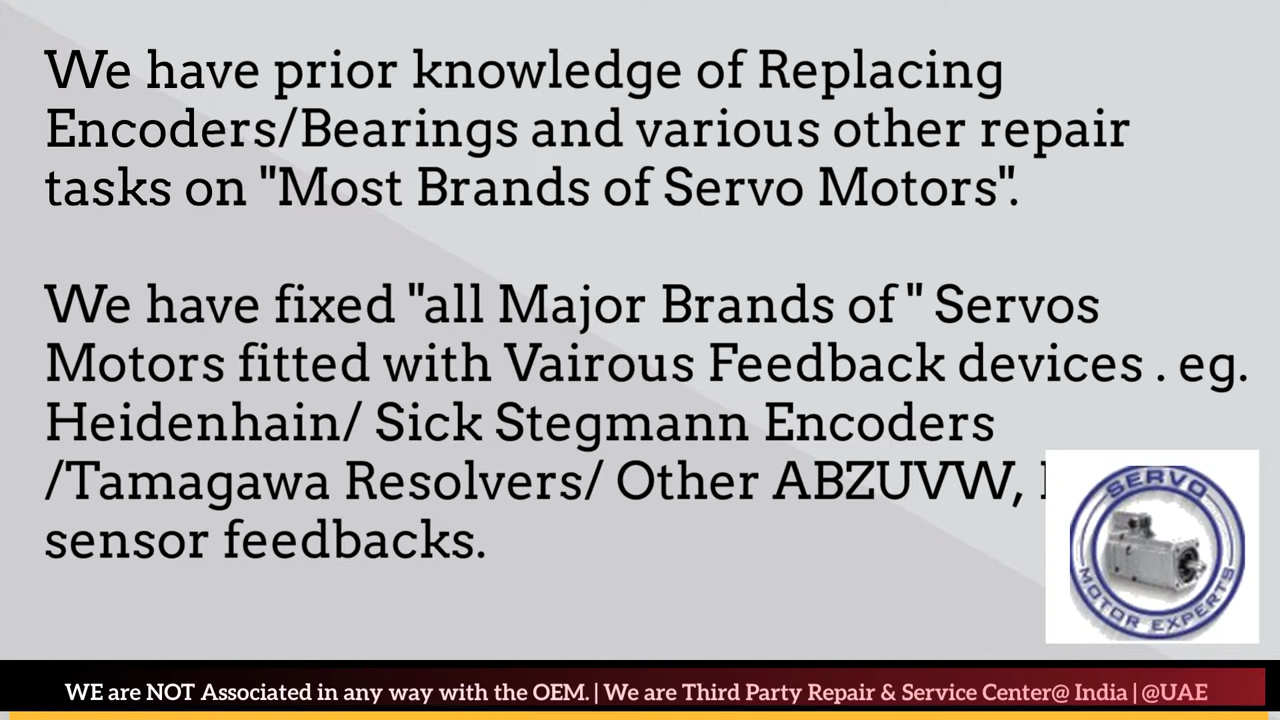 We have prior knowledge of Replacing
Encoders/Bearings and various other repair
tasks on "Most Brands of Servo Motors".
We have fixed "all Major Brands of " Servos
Motors fitted with Vairous Feedback devices . eg.
Heidenhain/ Sick Stegmann Encoders
/Tamagawa Resolvers/ Other ABZUVW,
sensor feedbacks.
SERVO
MOTOR EXPERTS
WE are NOT Associated in any way with the OEM. | We are Third Party Repair & Service Center@ India | @UAE